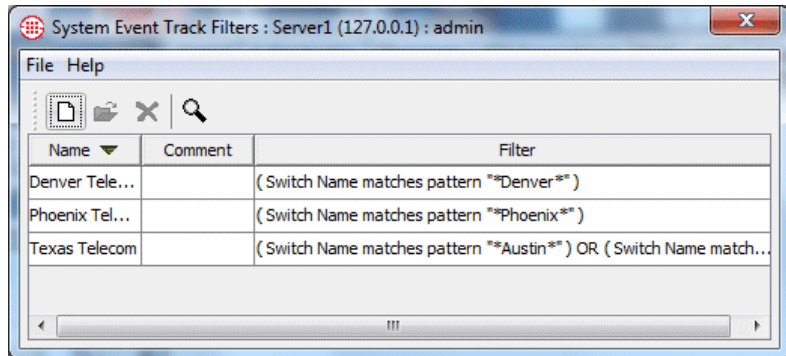 System Event Track Filters : Server1 (127.0.0.1) : admin
File Help
Name Comment Filter
Denver Tele... ( Switch Name matches pattern "*Denver*" )
Phoenix Tel... ( Switch Name matches pattern "*Phoenix*" )
Texas Telecom ( Switch Name matches pattern "*Austin*" ) OR ( Switch Name match...